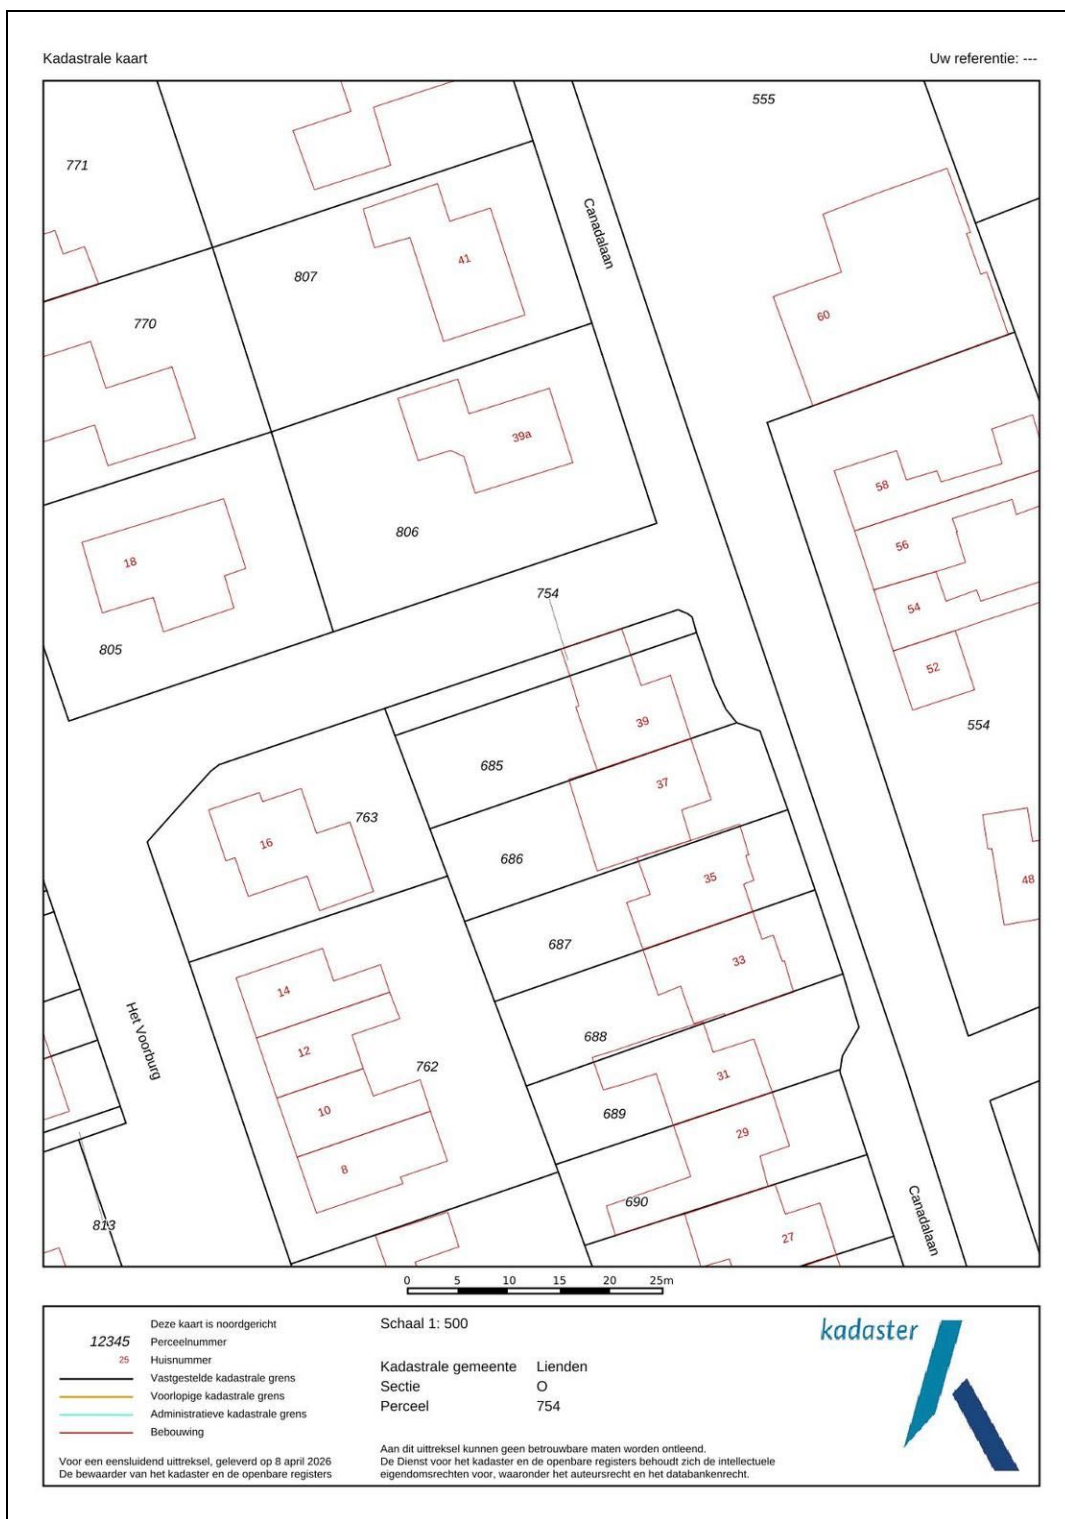 Kadastrale kaart
Uw referentie: ---
555
771
Canadalaan
41
807
60
770
39a
58
806
56
18
754
54
805
52
39
554
685
37
763
16
686
35
48
687
33
14
Het Voorburg
688
12
762
31
10
689
29
8
690
813
Canadalaan
27
0 5 10 15 20 25m
Deze kaart is noordgericht
12345 Perceelnummer
25 Huisnummer
Vastgestelde kadastrale grens
Voorlopige kadastrale grens
Administratieve kadastrale grens
Bebouwing
Voor een eensluidend uittreksel, geleverd op 8 april 2026
De bewaarder van het kadaster en de openbare registers
Schaal 1: 500
Kadastrale gemeente Lienden
Sectie O
Perceel 754
Aan dit uittreksel kunnen geen betrouwbare maten worden ontleend.
De Dienst voor het kadaster en de openbare registers behoudt zich de intellectuele
eigendomsrechten voor, waaronder het auteursrecht en het databankenrecht.
kadaster